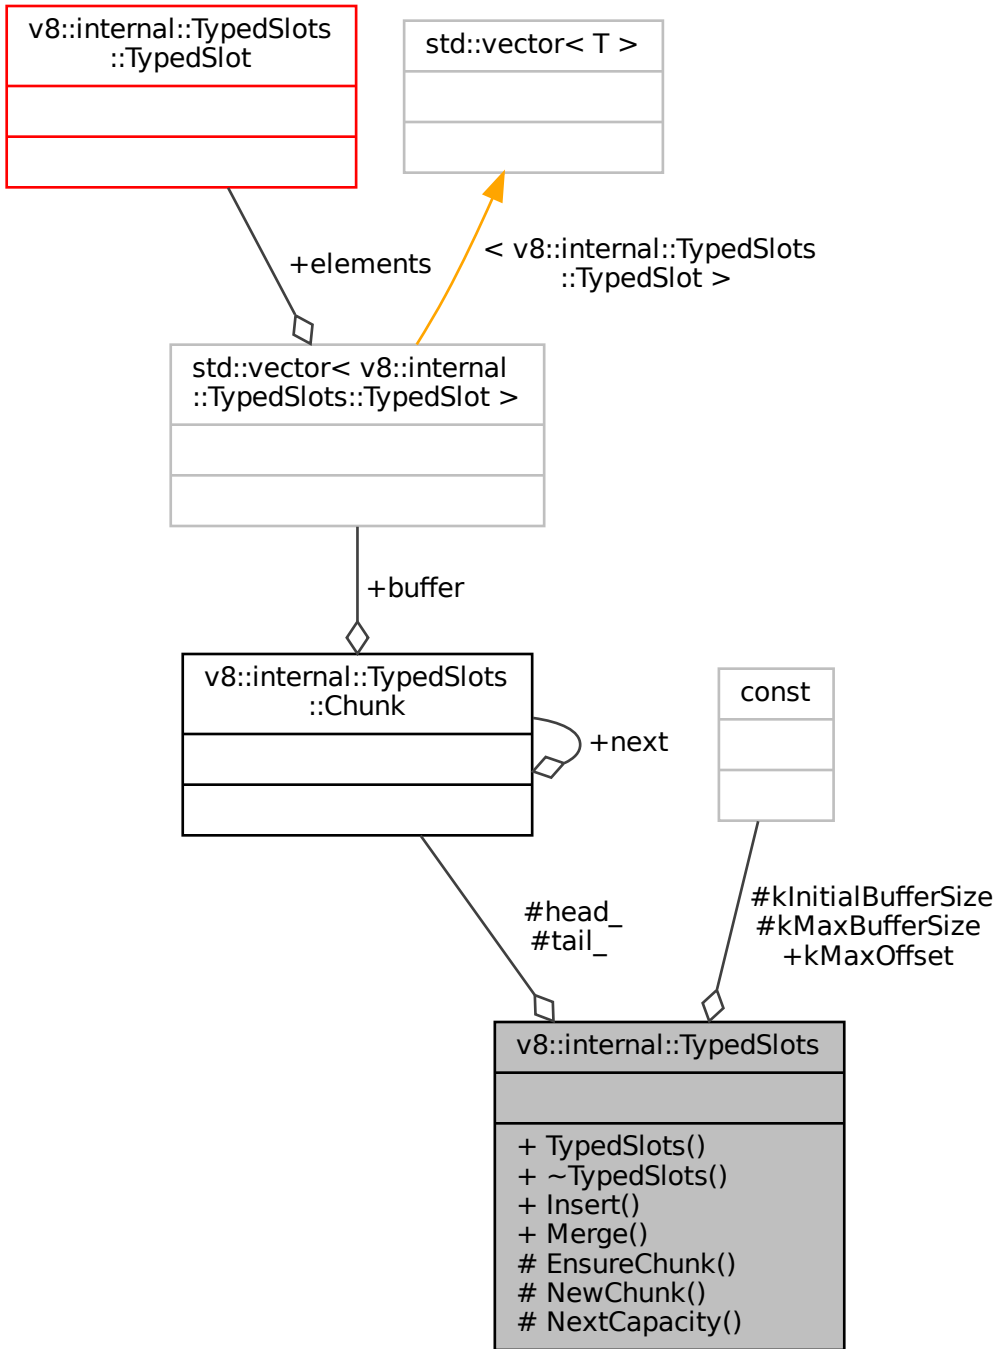 v8::internal::TypedSlots
::TypedSlot
std::vector< T >
+elements
< v8::internal::TypedSlots
::TypedSlot >
std::vector< v8::internal
::TypedSlots::TypedSlot >
+buffer
v8::internal::TypedSlots
::Chunk
+next
const
#head_
#tail_
#kInitialBufferSize
#kMaxBufferSize
+kMaxOffset
v8::internal::TypedSlots
+ TypedSlots()
+ ~TypedSlots()
+ Insert()
+ Merge()
# EnsureChunk()
# NewChunk()
# NextCapacity()